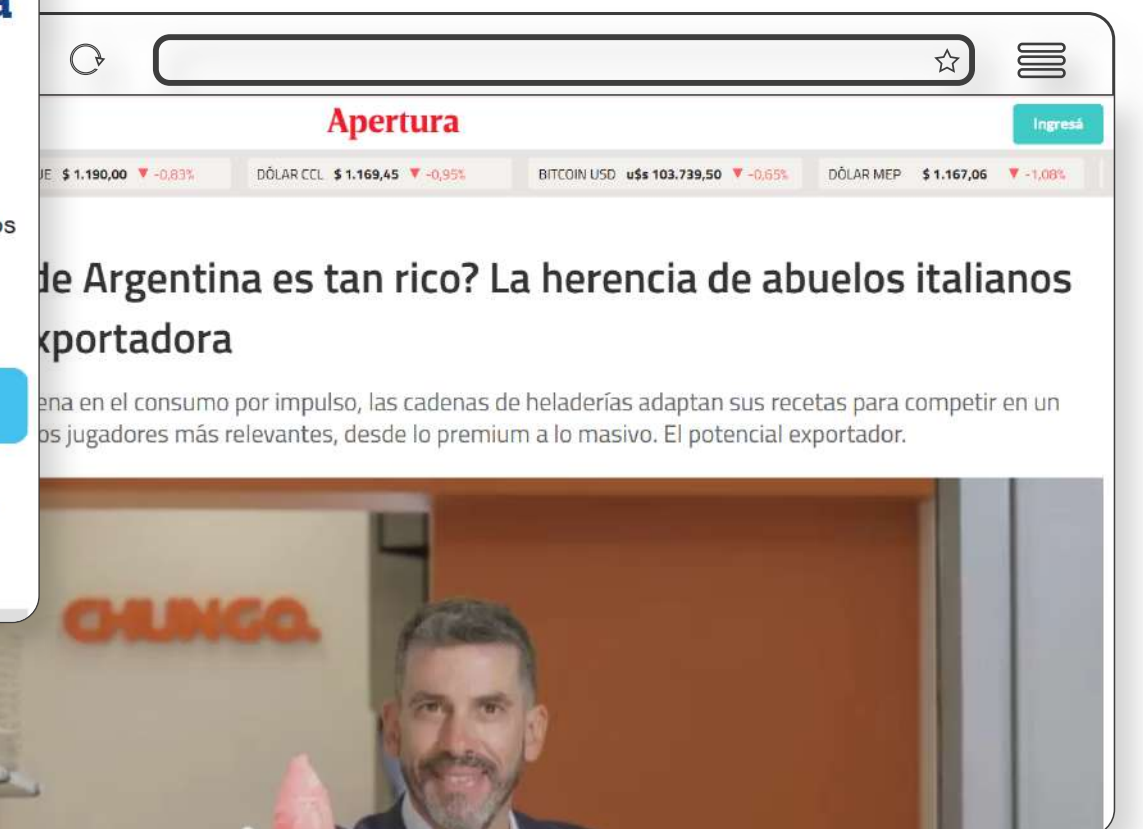 a
os
Apertura
Ingresá
UE $ 1.190,00 ▼ -0,83% DÓLAR CCL $ 1.169,45 ▼ -0,95% BITCOIN USD u$s 103.739,50 ▼ -0,65% DÓLAR MEP $ 1.167,06 ▼ -1,08%
de Argentina es tan rico? La herencia de abuelos italianos
xportadora
ena en el consumo por impulso, las cadenas de heladerías adaptan sus recetas para competir en un
os jugadores más relevantes, desde lo premium a lo masivo. El potencial exportador.
CHUNGO.